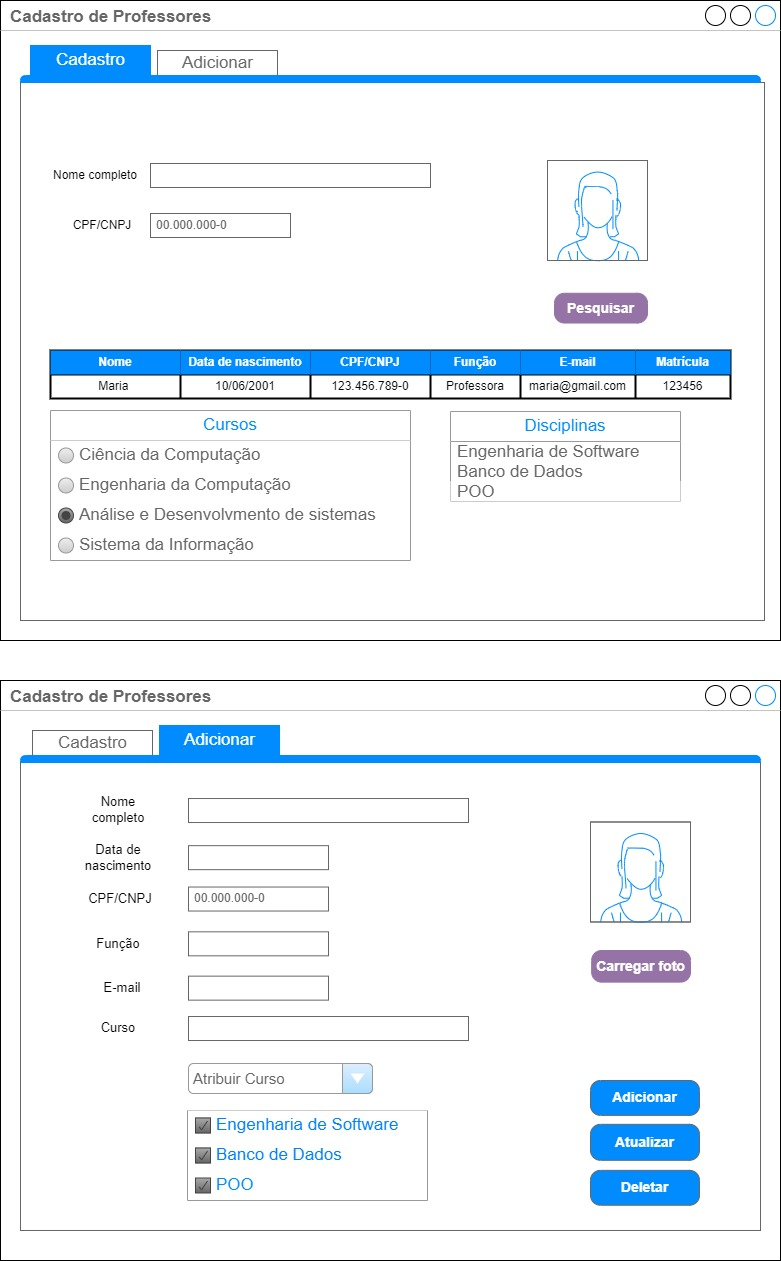 Cadastro de Professores
Cadastro
Adicionar
Nome completo
CPF/CNPJ
00.000.000-0
Pesquisar
Nome Data de nascimento CPF/CNPJ Função E-mail Matrícula
Maria 10/06/2001 123.456.789-0 Professora maria@gmail.com 123456
Cursos
Ciência da Computação
Engenharia da Computação
Análise e Desenvolvmento de sistemas
Sistema da Informação
Disciplinas
Engenharia de Software
Banco de Dados
POO
Cadastro de Professores
Cadastro
Adicionar
Nome
completo
Data de
nascimento
CPF/CNPJ
00.000.000-0
Função
E-mail
Curso
Carregar foto
Atribuir Curso
Engenharia de Software
Banco de Dados
POO
Adicionar
Atualizar
Deletar